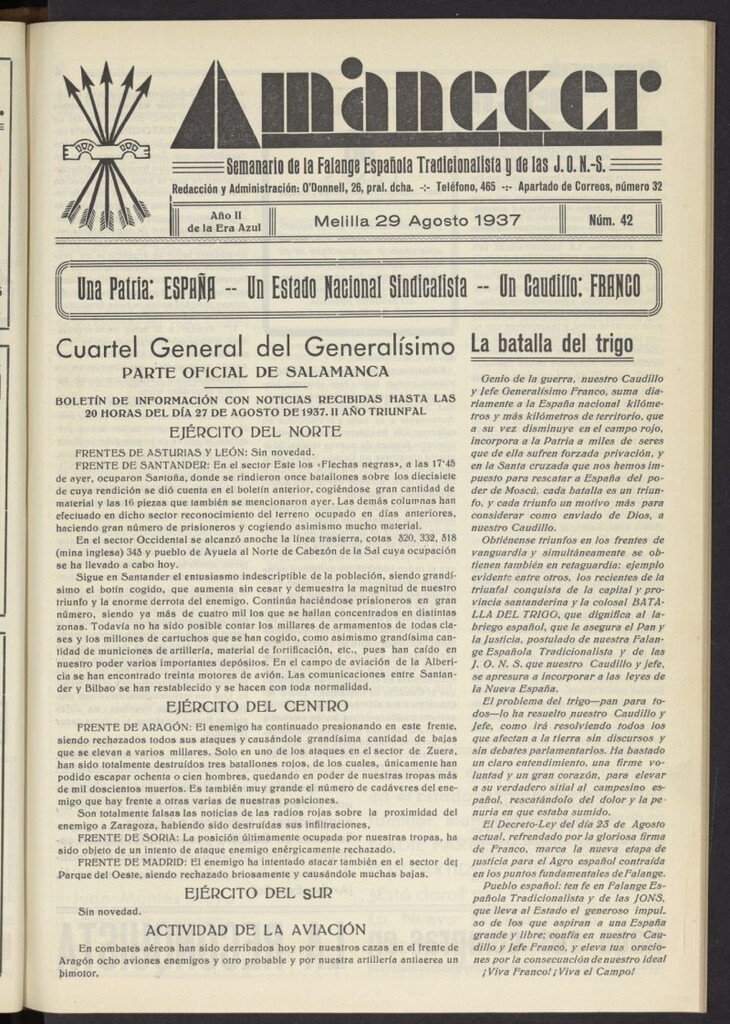 Amanecer
Semanario de la Falange Española Tradicionalista y de las J. O. N.-S.
Redacción y Administración: O'Donnell, 26, pral. dcha. -:- Teléfono, 465 -:- Apartado de Correos, número 32
Año II
de la Era Azul
Melilla 29 Agosto 1937
Núm. 42
Una Patria: ESPAÑA -- Un Estado Nacional Sindicalista -- Un Caudillo: FRANCO
Cuartel General del Generalísimo
PARTE OFICIAL DE SALAMANCA
BOLETÍN DE INFORMACIÓN CON NOTICIAS RECIBIDAS HASTA LAS
20 HORAS DEL DÍA 27 DE AGOSTO DE 1937. II AÑO TRIUNFAL
EJÉRCITO DEL NORTE
FRENTES DE ASTURIAS Y LEÓN: Sin novedad.
FRENTE DE SANTANDER: En el sector Este los «Flechas negras», a las 17'45
de ayer, ocuparon Santoña, donde se rindieron once batallones sobre los diecisiete
de cuya rendición se dió cuenta en el boletín anterior, cogiéndose gran cantidad de
material y las 16 piezas que también se mencionaron ayer. Las demás columnas han
efectuado en dicho sector reconocimiento del terreno ocupado en días anteriores,
haciendo gran número de prisioneros y cogiendo asimismo mucho material.
En el sector Occidental se alcanzó anoche la línea trasierra, cotas 520, 332, 518
(mina inglesa) 345 y pueblo de Ayuela al Norte de Cabezón de la Sal cuya ocupación
se ha llevado a cabo hoy.
Sigue en Santander el entusiasmo indescriptible de la población, siendo grandí-
simo el botín cogido, que aumenta sin cesar y demuestra la magnitud de nuestro
triunfo y la enorme derrota del enemigo. Continúa haciéndose prisioneros en gran
número, siendo ya más de cuatro mil los que se hallan concentrados en distintas
zonas. Todavía no ha sido posible contar los millares de armamentos de todas cla-
ses y los millones de cartuchos que se han cogido, como asimismo grandísima can-
tidad de municiones de artillería, material de fortificación, etc., pues han caído en
nuestro poder varios importantes depósitos. En el campo de aviación de la Alberi-
cia se han encontrado treinta motores de avión. Las comunicaciones entre Santan-
der y Bilbao se han restablecido y se hacen con toda normalidad.
EJÉRCITO DEL CENTRO
FRENTE DE ARAGÓN: El enemigo ha continuado presionando en este frente,
siendo rechazados todos sus ataques y causándole grandísima cantidad de bajas
que se elevan a varios millares. Solo en uno de los ataques en el sector de Zuera,
han sido totalmente destruídos tres batallones rojos, de los cuales, únicamente han
podido escapar ochenta o cien hombres, quedando en poder de nuestras tropas más
de mil doscientos muertos. Es también muy grande el número de cadáveres del ene-
migo que hay frente a otras varias de nuestras posiciones.
Son totalmente falsas las noticias de las radios rojas sobre la proximidad del
enemigo a Zaragoza, habiendo sido destruídas sus infiltraciones.
FRENTE DE SORIA: La posición últimamente ocupada por nuestras tropas, ha
sido objeto de un intento de ataque enemigo enérgicamente rechazado.
FRENTE DE MADRID: El enemigo ha intentado atacar también en el sector del
Parque del Oeste, siendo rechazado briosamente y causándole muchas bajas.
EJÉRCITO DEL SUR
Sin novedad.
ACTIVIDAD DE LA AVIACIÓN
En combates aéreos han sido derribados hoy por nuestros cazas en el frente de
Aragón ocho aviones enemigos y otro probable y por nuestra artillería antiaerea un
bimotor.
La batalla del trigo
Genio de la guerra, nuestro Caudillo
y Jefe Generalísimo Franco, suma dia-
riamente a la España nacional kilóme-
tros y más kilómetros de territorio, que
a su vez disminuye en el campo rojo,
incorpora a la Patria a miles de seres
que de ella sufren forzada privación, y
en la Santa cruzada que nos hemos im-
puesto para rescatar a España del po-
der de Moscú, cada batalla es un triun-
fo, y cada triunfo un motivo más para
considerar como enviado de Dios, a
nuestro Caudillo.
Obtiénense triunfos en los frentes de
vanguardia y simultáneamente se ob-
tienen también en retaguardia: ejemplo
evidente entre otros, los recientes de la
triunfal conquista de la capital y pro-
vincia santanderina y la colosal BATA-
LLA DEL TRIGO, que dignifica al la-
briego español, que le asegura el Pan y
la Justicia, postulado de nuestra Falan-
ge Española Tradicionalista y de las
J. O. N. S. que nuestro Caudillo y Jefe,
se apresura a incorporar a las leyes de
la Nueva España.
El problema del trigo—pan para to-
dos—lo ha resuelto nuestro Caudillo y
Jefe, como irá resolviendo todos los
que afectan a la tierra sin discursos y
sin debates parlamentarios. Ha bastado
un claro entendimiento, una firme vo-
luntad y un gran corazón, para elevar
a su verdadero sitial al campesino es-
pañol, rescatándolo del dolor y la pe-
nuria en que estaba sumido.
El Decreto-Ley del día 23 de Agosto
actual, refrendado por la gloriosa firma
de Franco, marca la nueva etapa de
justicia para el Agro español contraída
en los puntos fundamentales de Falange.
Pueblo español: ten fe en Falange Es-
pañola Tradicionalista y de las JONS,
que lleva al Estado el generoso impul-
so de los que aspiran a una España
grande y libre; confía en nuestro Cau-
dillo y Jefe Franco, y eleva tus oracio-
nes por la consecución de nuestro ideal
¡Viva Franco! ¡Viva el Campo!